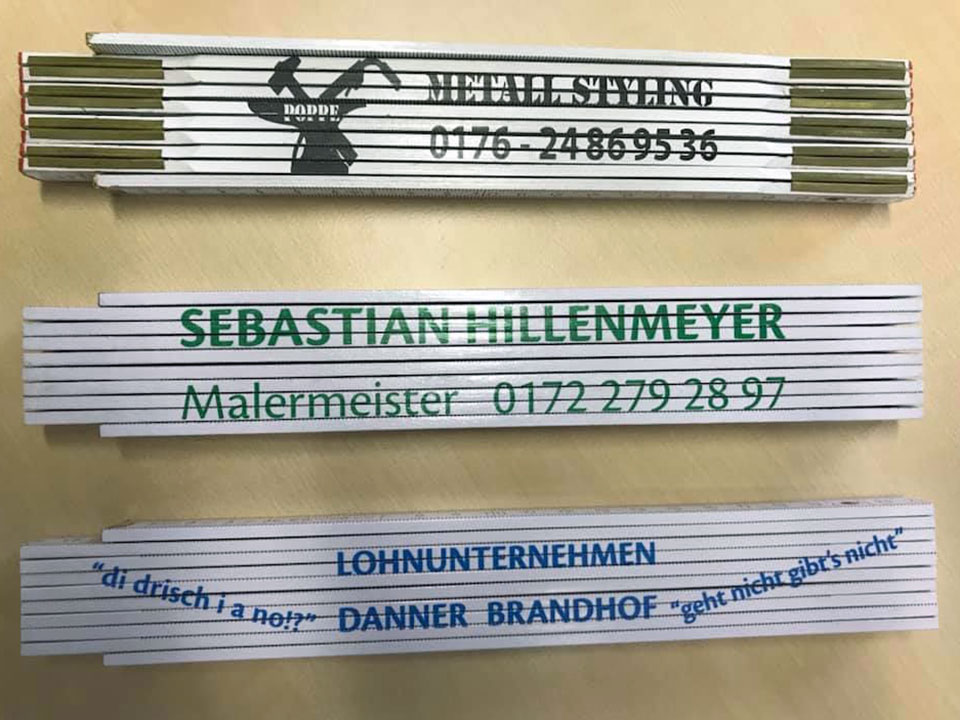 POPPE
METALL STYLING
0176 - 24869536
SEBASTIAN HILLENMEYER
Malermeister 0172 279 28 97
LOHNUNTERNEHMEN
"di drisch i a no!?" DANNER BRANDHOF "geht nicht gibt's nicht"